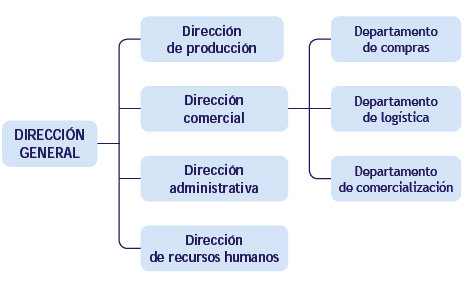 DIRECCIÓN
GENERAL
Dirección
de producción
Dirección
comercial
Dirección
administrativa
Dirección
de recursos humanos
Departamento
de compras
Departamento
de logística
Departamento
de comercialización